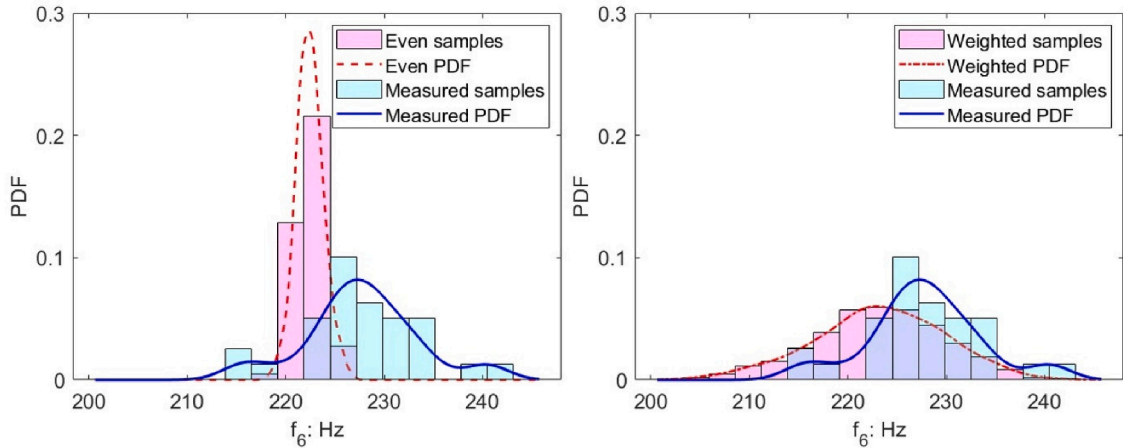 0.3
0.2
0.1
0
PDF
200
210
220
230
240
f6: Hz
Even samples
Even PDF
Measured samples
Measured PDF
0.3
0.2
0.1
0
PDF
200
210
220
230
240
f6: Hz
Weighted samples
Weighted PDF
Measured samples
Measured PDF